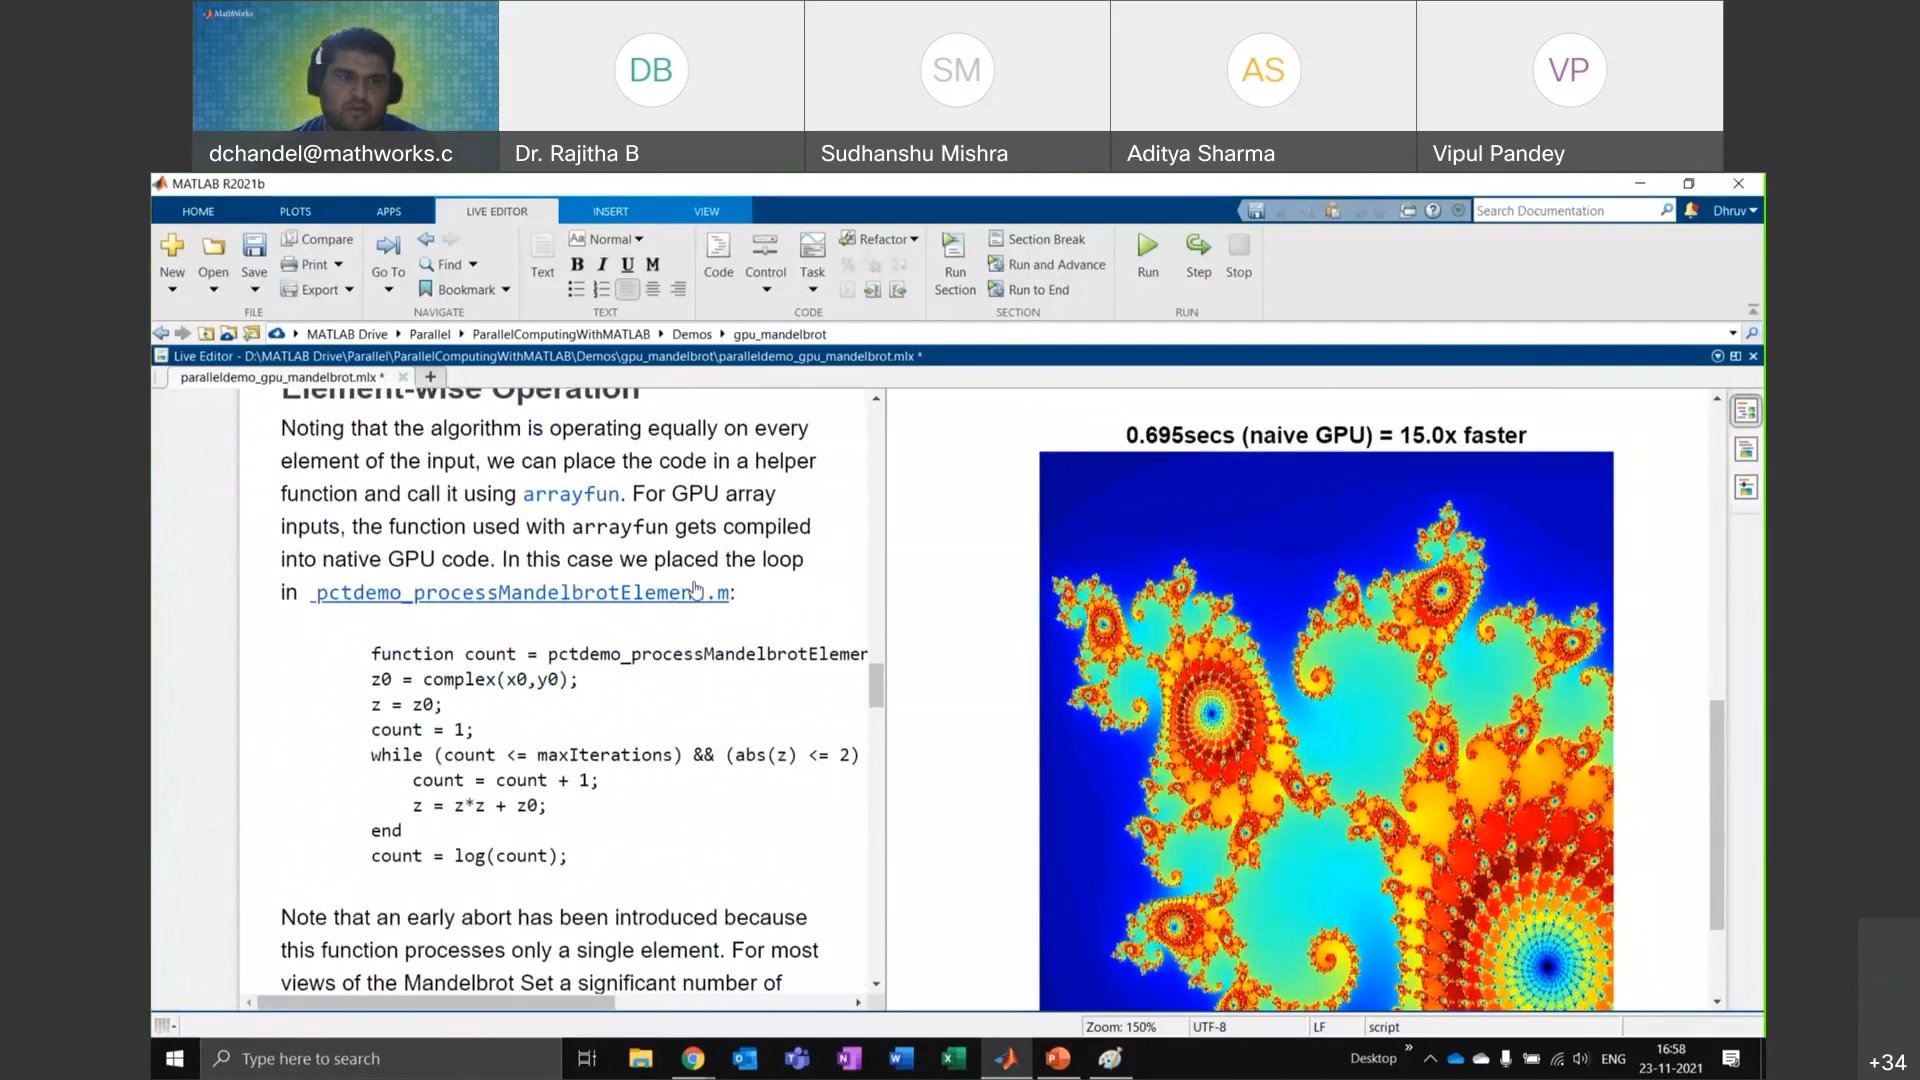 MathWorks
DB
SM
AS
VP
dchandel@mathworks.c
Dr. Rajitha B
Sudhanshu Mishra
Aditya Sharma
Vipul Pandey
MATLAB R2021b
HOME
PLOTS
APPS
LIVE EDITOR
INSERT
VIEW
Search Documentation
Dhruv
New
Open
Save
Compare
Print
Export
FILE
Go To
Find
Bookmark
NAVIGATE
Text
Aa Normal
B I U M
TEXT
Code
Control
Task
Refactor
CODE
Run Section
Section Break
Run and Advance
Run to End
SECTION
Run
Step
Stop
RUN
MATLAB Drive ▸ Parallel ▸ ParallelComputingWithMATLAB ▸ Demos ▸ gpu_mandelbrot
Live Editor - D:\MATLAB Drive\Parallel\ParallelComputingWithMATLAB\Demos\gpu_mandelbrot\paralleldemo_gpu_mandelbrot.mlx *
paralleldemo_gpu_mandelbrot.mlx *
Element-wise Operation
Noting that the algorithm is operating equally on every
element of the input, we can place the code in a helper
function and call it using arrayfun. For GPU array
inputs, the function used with arrayfun gets compiled
into native GPU code. In this case we placed the loop
in pctdemo_processMandelbrotElement.m:
function count = pctdemo_processMandelbrotElemen
z0 = complex(x0,y0);
z = z0;
count = 1;
while (count <= maxIterations) && (abs(z) <= 2)
count = count + 1;
z = z*z + z0;
end
count = log(count);
Note that an early abort has been introduced because
this function processes only a single element. For most
views of the Mandelbrot Set a significant number of
0.695secs (naive GPU) = 15.0x faster
Zoom: 150%
UTF-8
LF
script
Type here to search
Desktop
ENG
16:58
23-11-2021
+34